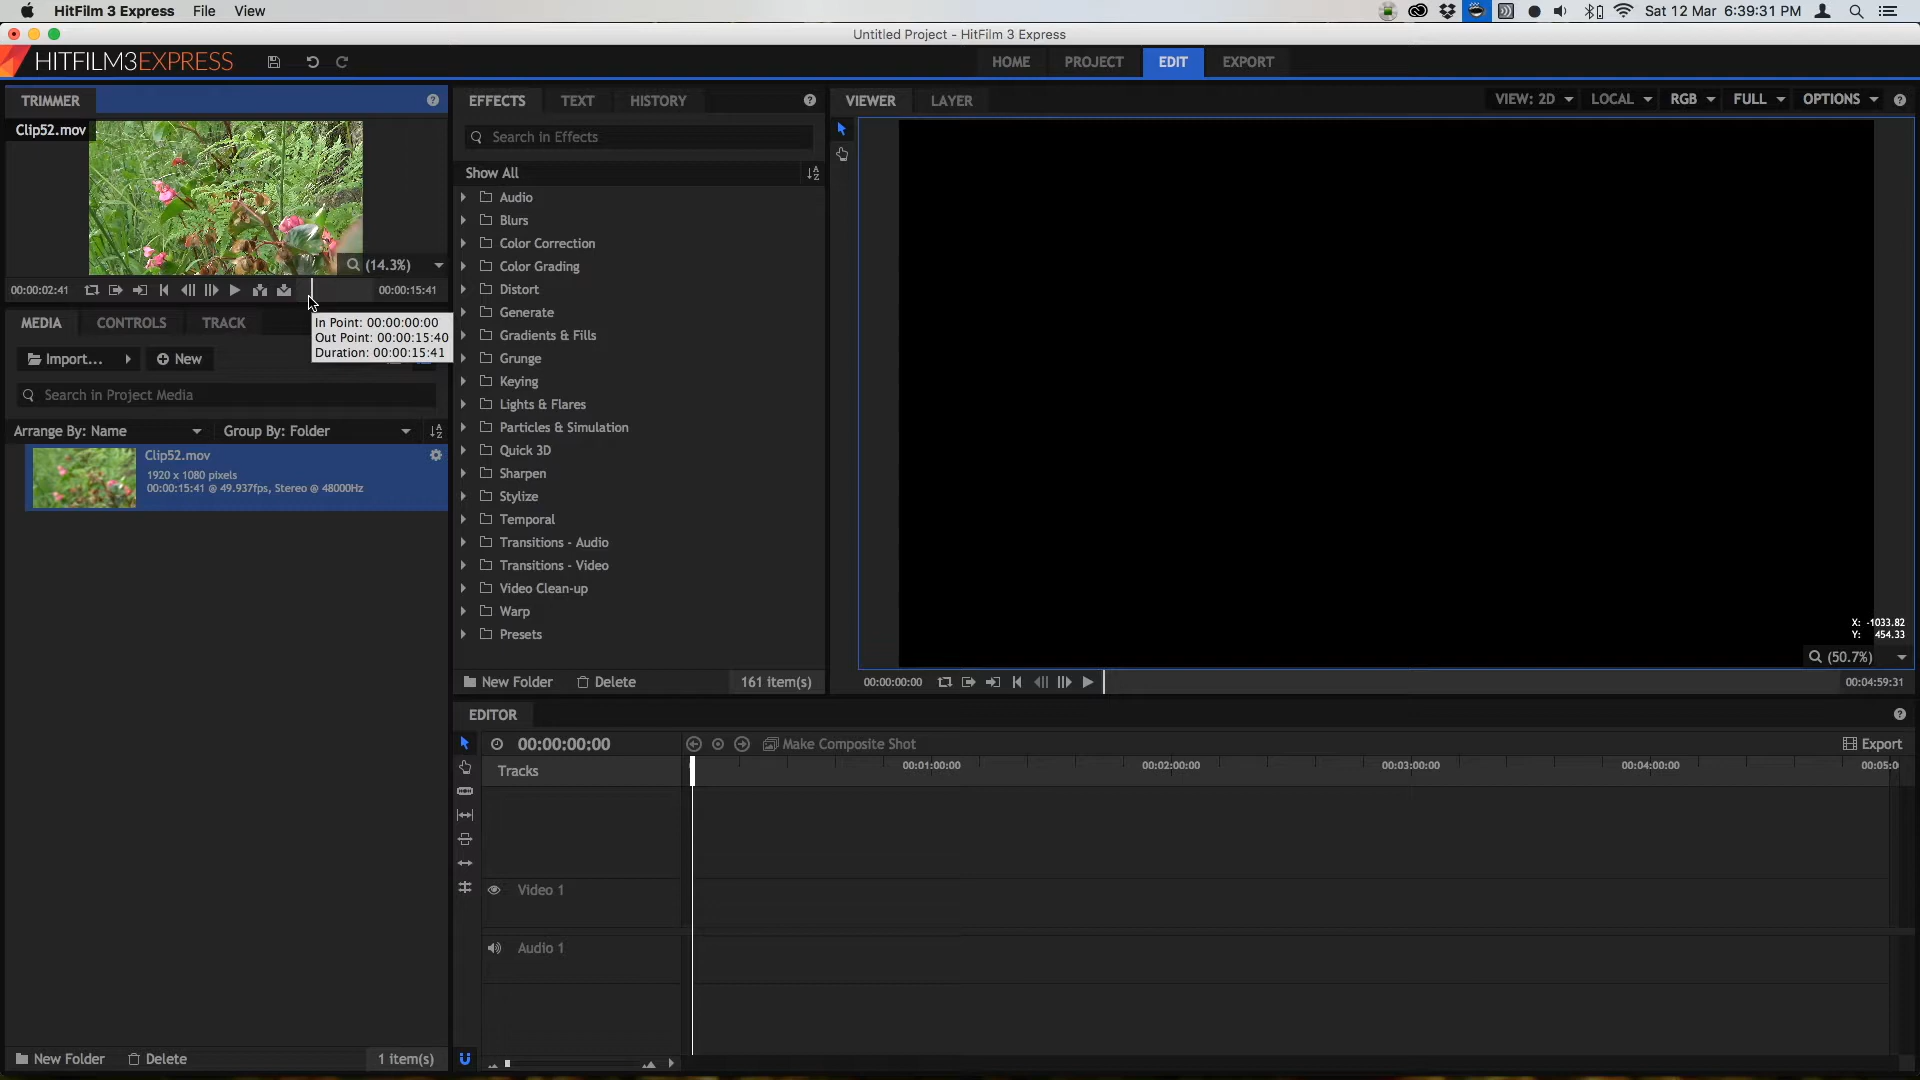 HitFilm 3 Express File View
Sat 12 Mar 6:39:31 PM
Untitled Project - HitFilm 3 Express
HITFILM3EXPRESS
HOME PROJECT EDIT EXPORT
TRIMMER
Clip52.mov
(14.3%)
00:00:02:41
00:00:15:41
In Point: 00:00:00:00
Out Point: 00:00:15:40
Duration: 00:00:15:41
MEDIA CONTROLS TRACK
Import... New
Search in Project Media
Arrange By: Name Group By: Folder
Clip52.mov
1920 x 1080 pixels
00:00:15:41 @ 49.937fps, Stereo @ 48000Hz
New Folder Delete 1 item(s)
EFFECTS TEXT HISTORY
Search in Effects
Show All
Audio
Blurs
Color Correction
Color Grading
Distort
Generate
Gradients & Fills
Grunge
Keying
Lights & Flares
Particles & Simulation
Quick 3D
Sharpen
Stylize
Temporal
Transitions - Audio
Transitions - Video
Video Clean-up
Warp
Presets
New Folder Delete 161 item(s)
VIEWER LAYER
VIEW: 2D LOCAL RGB FULL OPTIONS
X: -1033.82
Y: 454.33
(50.7%)
00:00:00:00
00:04:59:31
EDITOR
00:00:00:00 Make Composite Shot Export
Tracks
00:01:00:00 00:02:00:00 00:03:00:00 00:04:00:00 00:05:0
Video 1
Audio 1